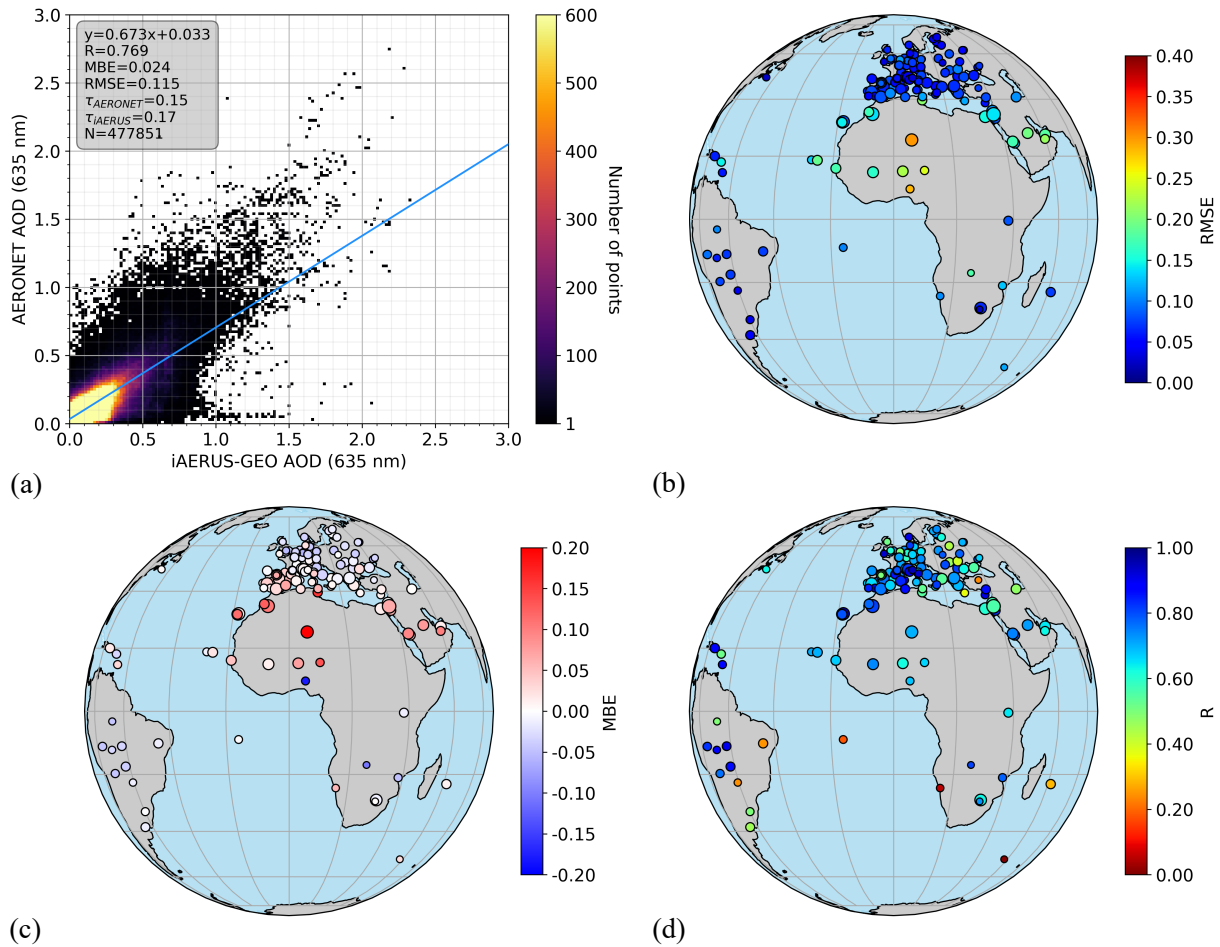 y=0.673x+0.033
R=0.769
MBE=0.024
RMSE=0.115
τAERONET=0.15
τiAERUS=0.17
N=477851
3.0
2.5
2.0
1.5
1.0
0.5
0.0
AERONET AOD (635 nm)
0.0 0.5 1.0 1.5 2.0 2.5 3.0
iAERUS-GEO AOD (635 nm)
600
500
400
300
200
100
1
Number of points
(a)
0.40
0.35
0.30
0.25
0.20
0.15
0.10
0.05
0.00
RMSE
(b)
0.20
0.15
0.10
0.05
0.00
-0.05
-0.10
-0.15
-0.20
MBE
(c)
1.00
0.80
0.60
0.40
0.20
0.00
R
(d)